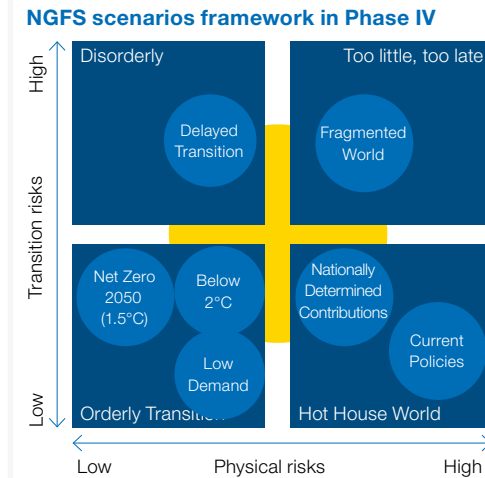 NGFS scenarios framework in Phase IV
High
Transition risks
Low
Disorderly
Too little, too late
Delayed
Transition
Fragmented
World
Net Zero
2050
(1.5°C)
Below
2°C
Low
Demand
Orderly Transition
Nationally
Determined
Contributions
Current
Policies
Hot House World
Low
Physical risks
High